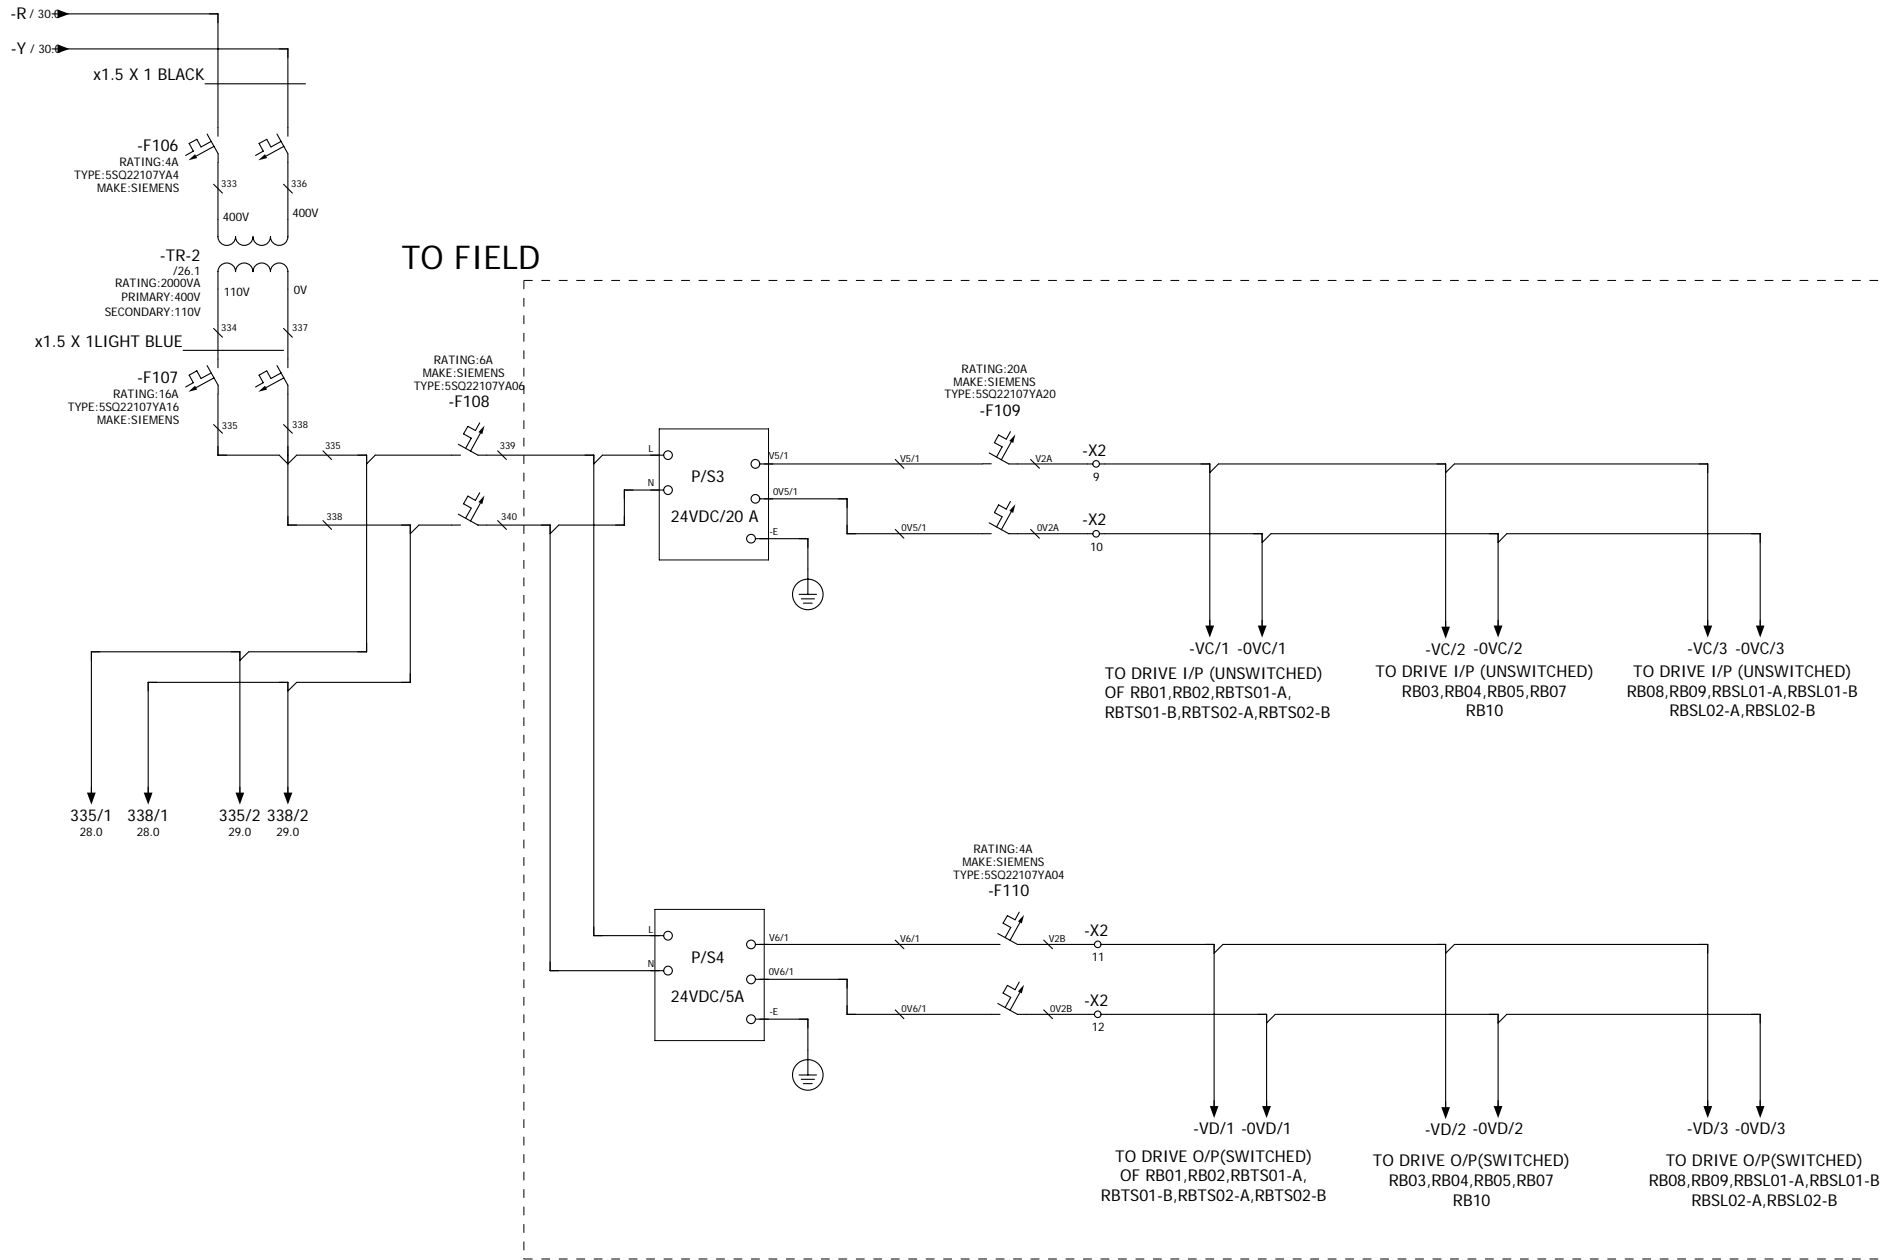 -R / 30.
-Y / 30.
x1.5 X 1 BLACK
-F106
RATING:4A
TYPE:5SQ22107YA4
MAKE:SIEMENS
333
336
400V
400V
-TR-2
/26.1
RATING:2000VA
PRIMARY:400V
SECONDARY:110V
110V
0V
334
337
x1.5 X 1LIGHT BLUE
-F107
RATING:16A
TYPE:5SQ22107YA16
MAKE:SIEMENS
335
338
335
338
TO FIELD
RATING:6A
MAKE:SIEMENS
TYPE:5SQ22107YA06
-F108
339
340
L
N
P/S3
24VDC/20 A
V5/1
0V5/1
-E
RATING:20A
MAKE:SIEMENS
TYPE:5SQ22107YA20
-F109
V5/1
V2A
-X2
9
0V5/1
0V2A
-X2
10
-VC/1 -0VC/1
TO DRIVE I/P (UNSWITCHED)
OF RB01,RB02,RBTS01-A,
RBTS01-B,RBTS02-A,RBTS02-B
-VC/2 -0VC/2
TO DRIVE I/P (UNSWITCHED)
RB03,RB04,RB05,RB07
RB10
-VC/3 -0VC/3
TO DRIVE I/P (UNSWITCHED)
RB08,RB09,RBSL01-A,RBSL01-B
RBSL02-A,RBSL02-B
335/1
28.0
338/1
28.0
335/2
29.0
338/2
29.0
L
N
P/S4
24VDC/5A
V6/1
0V6/1
-E
RATING:4A
MAKE:SIEMENS
TYPE:5SQ22107YA04
-F110
V6/1
V2B
-X2
11
0V6/1
0V2B
-X2
12
-VD/1 -0VD/1
TO DRIVE O/P(SWITCHED)
OF RB01,RB02,RBTS01-A,
RBTS01-B,RBTS02-A,RBTS02-B
-VD/2 -0VD/2
TO DRIVE O/P(SWITCHED)
RB03,RB04,RB05,RB07
RB10
-VD/3 -0VD/3
TO DRIVE O/P(SWITCHED)
RB08,RB09,RBSL01-A,RBSL01-B
RBSL02-A,RBSL02-B